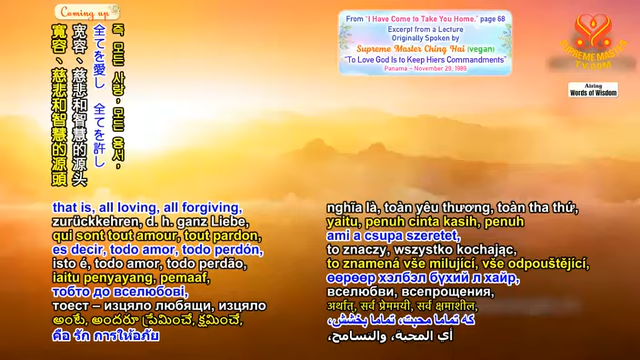 Coming up
From "I Have Come to Take You Home," page 68
Excerpt from a Lecture
Originally Spoken by
Supreme Master Ching Hai (vegan)
"To Love God Is to Keep Hiers Commandments"
Panama – November 29, 1989
SUPREME MASTER
TV.COM
Airing
Words of Wisdom
즉 모든 사랑, 모든 용서,
全てを愛し 全てを許し
宽容、慈悲和智慧的源头
寬容、慈悲和智慧的源頭
that is, all loving, all forgiving,
zurückkehren, d. h. ganz Liebe,
qui sont tout amour, tout pardon,
es decir, todo amor, todo perdón,
isto é, todo amor, todo perdão,
iaitu penyayang, pemaaf,
тобто до вселюбові,
тоест – изцяло любящи, изцяло
అంటే, అందరూ ప్రేమించే, క్షమించే,
คือ รัก การให้อภัย
nghĩa là, toàn yêu thương, toàn tha thứ,
yaitu, penuh cinta kasih, penuh
ami a csupa szeretet,
to znaczy, wszystko kochając,
to znamená vše milující, vše odpouštějící,
өөрөөр хэлбэл бүхий л хайр,
вселюбви, всепрощения,
अर्थात्, सर्व प्रेममयी, सर्व क्षमाशील,
که تماما محبت، تماما بخشش،
أي المحبة، والتسامح،